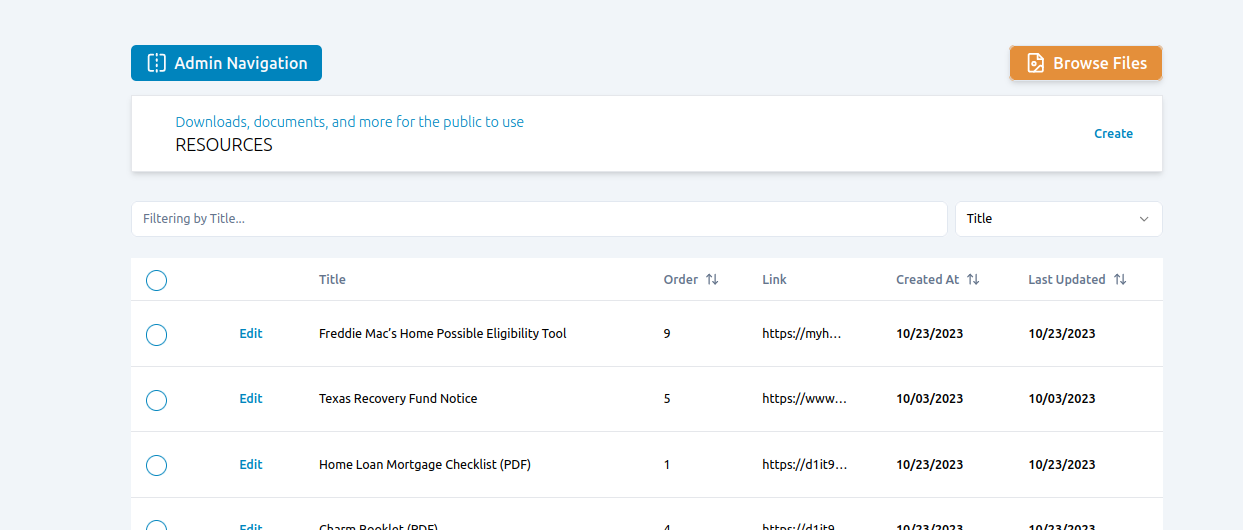 Admin Navigation
Browse Files
Downloads, documents, and more for the public to use
RESOURCES
Create
Filtering by Title...
Title
Title Order Link Created At Last Updated
Edit Freddie Mac’s Home Possible Eligibility Tool 9 https://myh... 10/23/2023 10/23/2023
Edit Texas Recovery Fund Notice 5 https://www... 10/03/2023 10/03/2023
Edit Home Loan Mortgage Checklist (PDF) 1 https://d1it9... 10/23/2023 10/23/2023
Edit Charm Booklet (PDF) 4 https://d1it9... 10/23/2023 10/23/2023